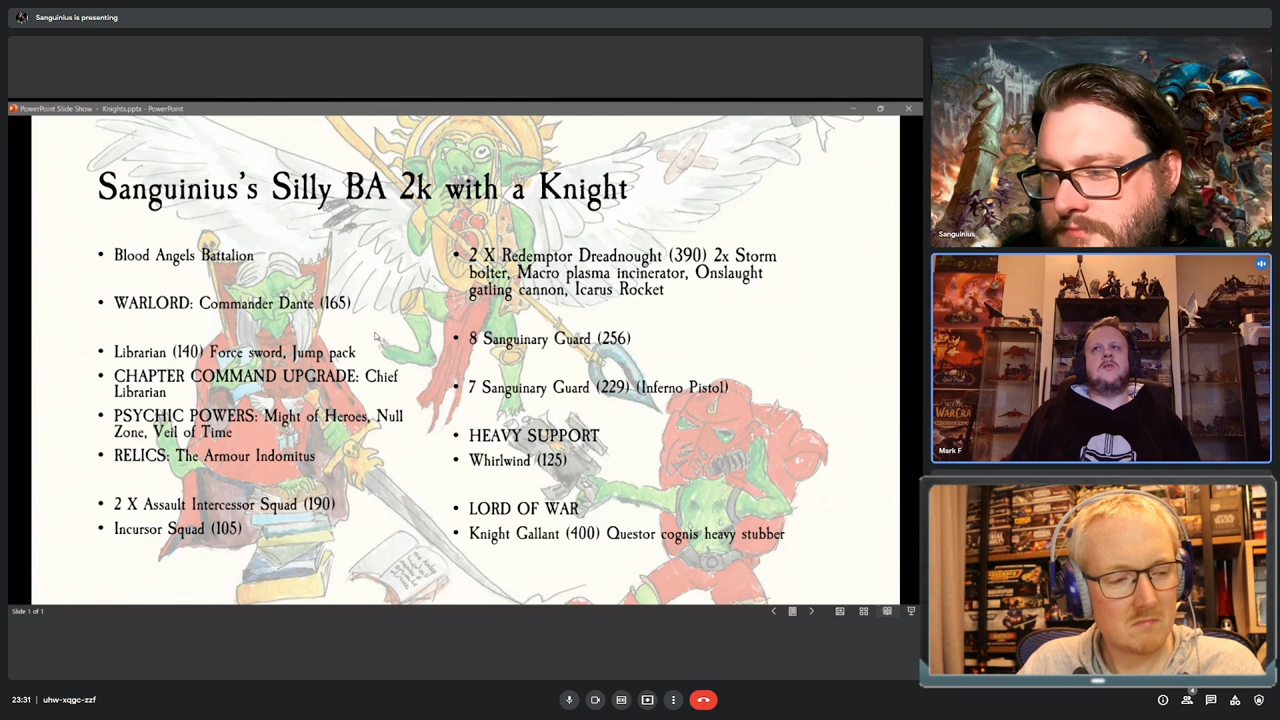 Sanguinius is presenting
PowerPoint Slide Show - Knights.pptx - PowerPoint
Sanguinius's Silly BA 2k with a Knight
• Blood Angels Battalion
• WARLORD: Commander Dante (165)
• Librarian (140) Force sword, Jump pack
• CHAPTER COMMAND UPGRADE: Chief
Librarian
• PSYCHIC POWERS: Might of Heroes, Null
Zone, Veil of Time
• RELICS: The Armour Indomitus
• 2 X Assault Intercessor Squad (190)
• Incursor Squad (105)
• 2 X Redemptor Dreadnought (390) 2x Storm
bolter, Macro plasma incinerator, Onslaught
gatling cannon, Icarus Rocket
• 8 Sanguinary Guard (256)
• 7 Sanguinary Guard (229) (Inferno Pistol)
• HEAVY SUPPORT
• Whirlwind (125)
• LORD OF WAR
• Knight Gallant (400) Questor cognis heavy stubber
Slide 1 of 1
Sanguinius
Mark F
23:31 | uhw-xqgc-zzf
4